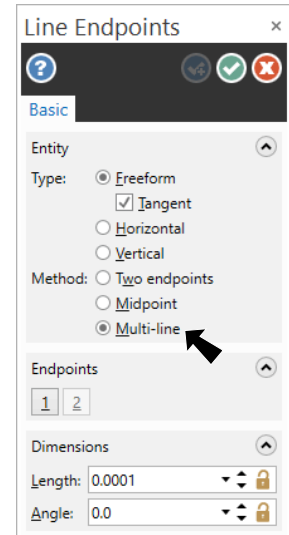 Line Endpoints ×
?
Basic
Entity
Type: Freeform
Tangent
Horizontal
Vertical
Method: Two endpoints
Midpoint
Multi-line
Endpoints
1 2
Dimensions
Length: 0.0001
Angle: 0.0